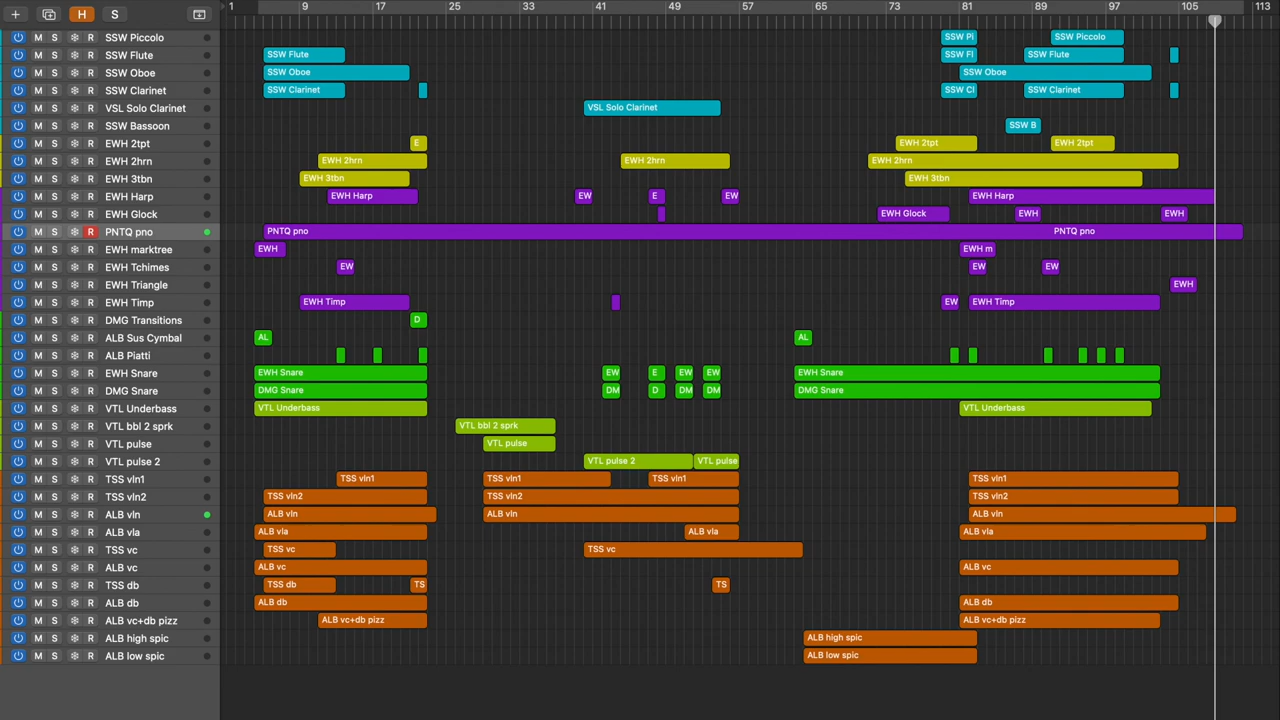 + H S 1 9 17 25 33 41 49 57 65 73 81 89 97 105 113
M S R SSW Piccolo SSW Pi SSW Piccolo
M S R SSW Flute SSW Flute SSW Fl SSW Flute
M S R SSW Oboe SSW Oboe SSW Oboe
M S R SSW Clarinet SSW Clarinet SSW Cl SSW Clarinet
M S R VSL Solo Clarinet VSL Solo Clarinet
M S R SSW Bassoon SSW B
M S R EWH 2tpt E EWH 2tpt EWH 2tpt
M S R EWH 2hrn EWH 2hrn EWH 2hrn EWH 2hrn
M S R EWH 3tbn EWH 3tbn EWH 3tbn
M S R EWH Harp EWH Harp EW E EW EWH Harp
M S R EWH Glock EWH Glock EWH EWH
M S R PNTQ pno PNTQ pno PNTQ pno
M S R EWH marktree EWH EWH m
M S R EWH Tchimes EW EW EW
M S R EWH Triangle EWH
M S R EWH Timp EWH Timp EW EWH Timp
M S R DMG Transitions D
M S R ALB Sus Cymbal AL AL
M S R ALB Piatti
M S R EWH Snare EWH Snare EW E EW EW EWH Snare
M S R DMG Snare DMG Snare DM D DM DM DMG Snare
M S R VTL Underbass VTL Underbass VTL Underbass
M S R VTL bbl 2 sprk VTL bbl 2 sprk
M S R VTL pulse VTL pulse
M S R VTL pulse 2 VTL pulse 2 VTL pulse
M S R TSS vln1 TSS vln1 TSS vln1 TSS vln1 TSS vln1
M S R TSS vln2 TSS vln2 TSS vln2 TSS vln2
M S R ALB vln ALB vln ALB vln ALB vln
M S R ALB vla ALB vla ALB vla ALB vla
M S R TSS vc TSS vc TSS vc
M S R ALB vc ALB vc ALB vc
M S R TSS db TSS db TS TS
M S R ALB db ALB db ALB db
M S R ALB vc+db pizz ALB vc+db pizz ALB vc+db pizz
M S R ALB high spic ALB high spic
M S R ALB low spic ALB low spic